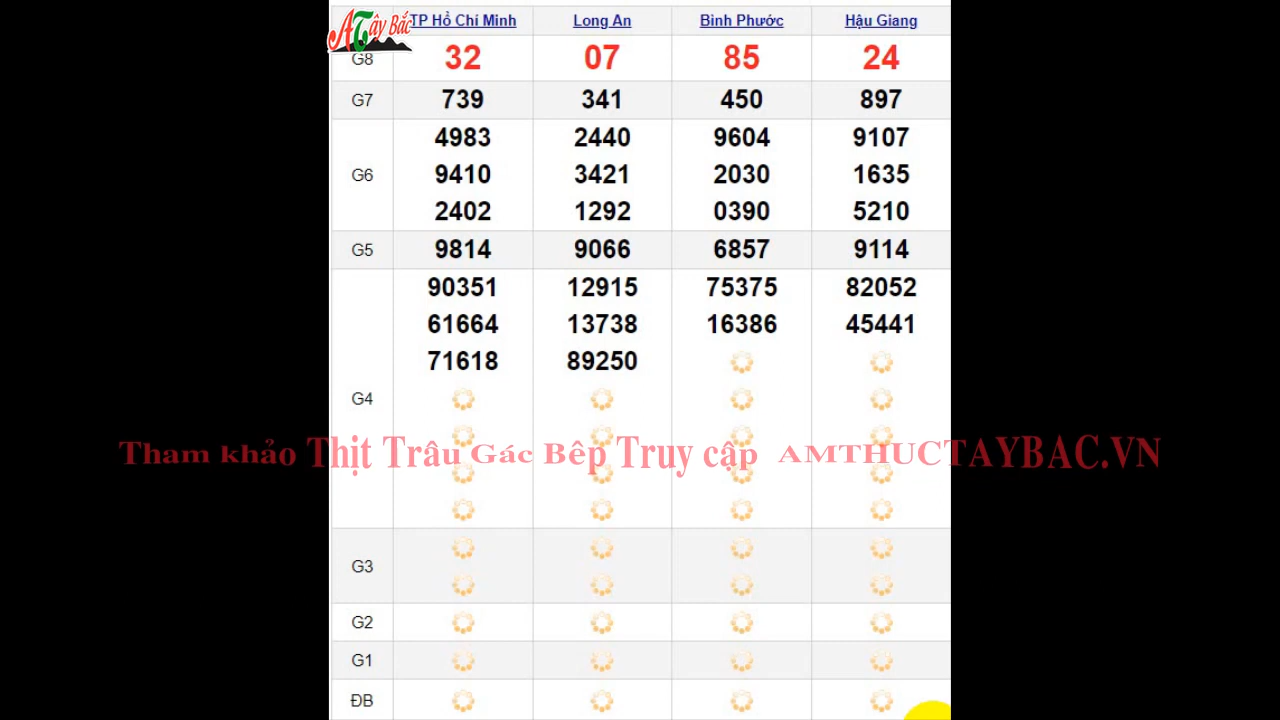 ATây Bắc
TP Hồ Chí Minh Long An Bình Phước Hậu Giang
G8 32 07 85 24
G7 739 341 450 897
4983 2440 9604 9107
G6 9410 3421 2030 1635
2402 1292 0390 5210
G5 9814 9066 6857 9114
90351 12915 75375 82052
61664 13738 16386 45441
71618 89250
G4
Tham khảo Thịt Trâu Gác Bêp Truy cập AMTHUCTAYBAC.VN
G3
G2
G1
ĐB